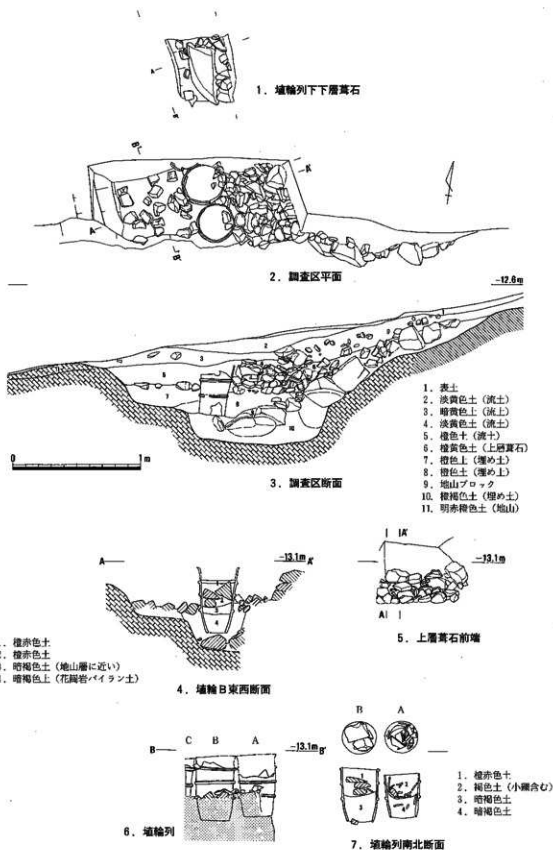 A
1. 埴輪列下下層葺石
B
A'
A
B'
2. 調査区平面
-12.6m
2
3
5
7
8
10
1. 表土
2. 淡黄色土(流土)
3. 暗黄色土(流土)
4. 淡黄色土(流土)
5. 橙色土(流土)
6. 橙黄色土(上層葺石)
7. 橙色土(埋め土)
8. 橙色土(埋め土)
9. 地山ブロック
10. 橙褐色土(埋め土)
11. 明赤橙色土(地山)
0 1m
3. 調査区断面
A -13.1m A'
3
4
1. 橙赤色土
2. 橙赤色土
3. 暗褐色土(地山層に近い)
4. 暗褐色土(花崗岩バイラン土)
4. 埴輪B東西断面
A'
-13.1m
A
5. 上層葺石前端
C B A
B -13.1m B'
6. 埴輪列
B A
1
3
1. 橙赤色土
2. 褐色土(小礫含む)
3. 暗褐色土
4. 暗褐色土
7. 埴輪列南北断面